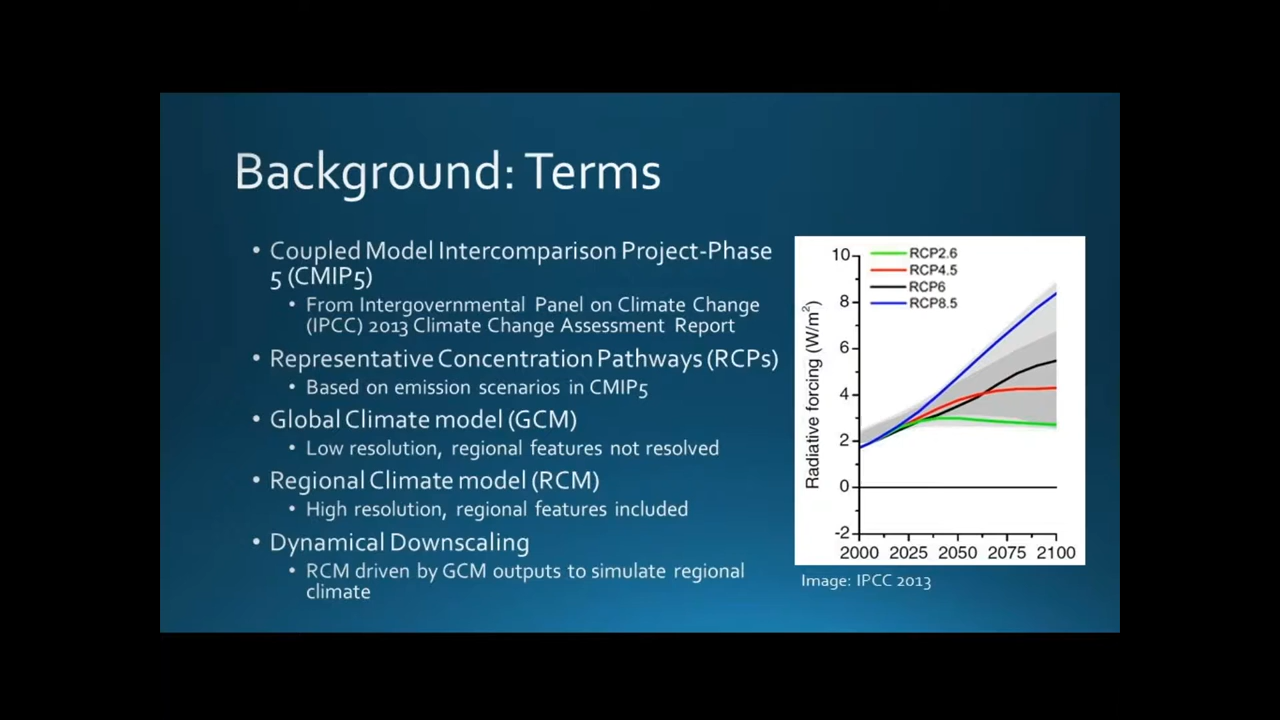 Background: Terms
• Coupled Model Intercomparison Project-Phase
5 (CMIP5)
• From Intergovernmental Panel on Climate Change
(IPCC) 2013 Climate Change Assessment Report
• Representative Concentration Pathways (RCPs)
• Based on emission scenarios in CMIP5
• Global Climate model (GCM)
• Low resolution, regional features not resolved
• Regional Climate model (RCM)
• High resolution, regional features included
• Dynamical Downscaling
• RCM driven by GCM outputs to simulate regional
climate
RCP2.6
RCP4.5
RCP6
RCP8.5
Radiative forcing (W/m²)
10
8
6
4
2
0
-2
2000 2025 2050 2075 2100
Image: IPCC 2013